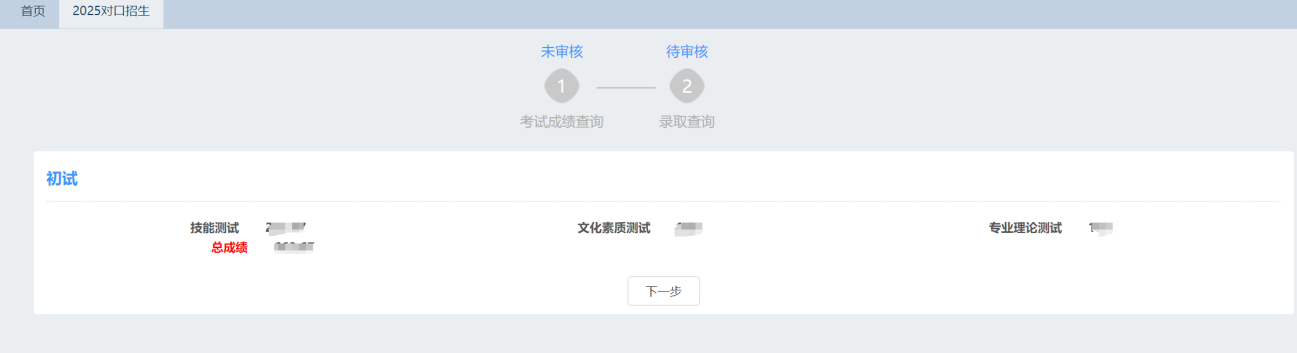 首页 2025对口招生
未审核 待审核
1 2
考试成绩查询 录取查询
初试
技能测试 文化素质测试 专业理论测试
总成绩
下一步